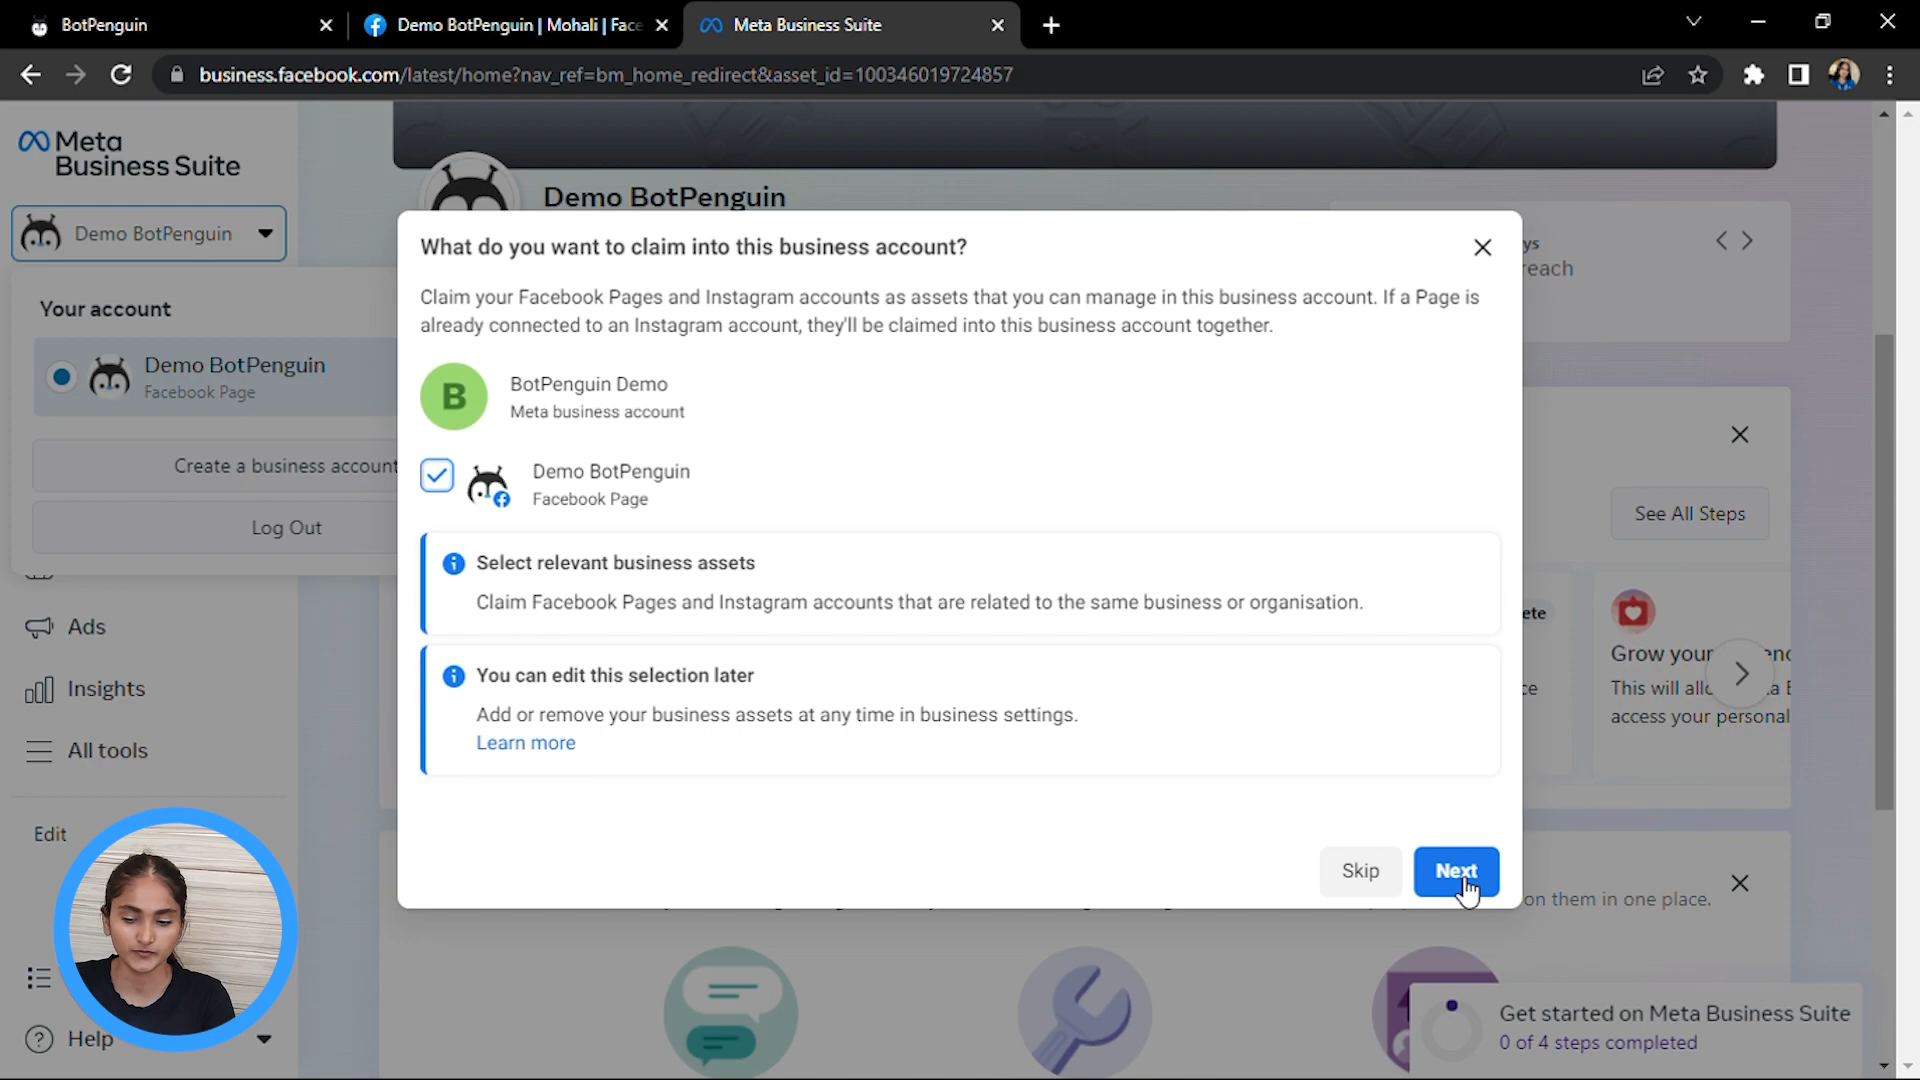 BotPenguin
Demo BotPenguin | Mohali | Face
Meta Business Suite
business.facebook.com/latest/home?nav_ref=bm_home_redirect&asset_id=100346019724857
Meta
Business Suite
Demo BotPenguin
Your account
Demo BotPenguin
Facebook Page
Create a business account
Log Out
Ads
Insights
All tools
Edit
Help
Demo BotPenguin
What do you want to claim into this business account?
Claim your Facebook Pages and Instagram accounts as assets that you can manage in this business account. If a Page is
already connected to an Instagram account, they'll be claimed into this business account together.
B
BotPenguin Demo
Meta business account
Demo BotPenguin
Facebook Page
Select relevant business assets
Claim Facebook Pages and Instagram accounts that are related to the same business or organisation.
You can edit this selection later
Add or remove your business assets at any time in business settings.
Learn more
Skip
Next
ys
reach
See All Steps
ete
ce
Grow your
This will
access your personal
on them in one place.
Get started on Meta Business Suite
0 of 4 steps completed